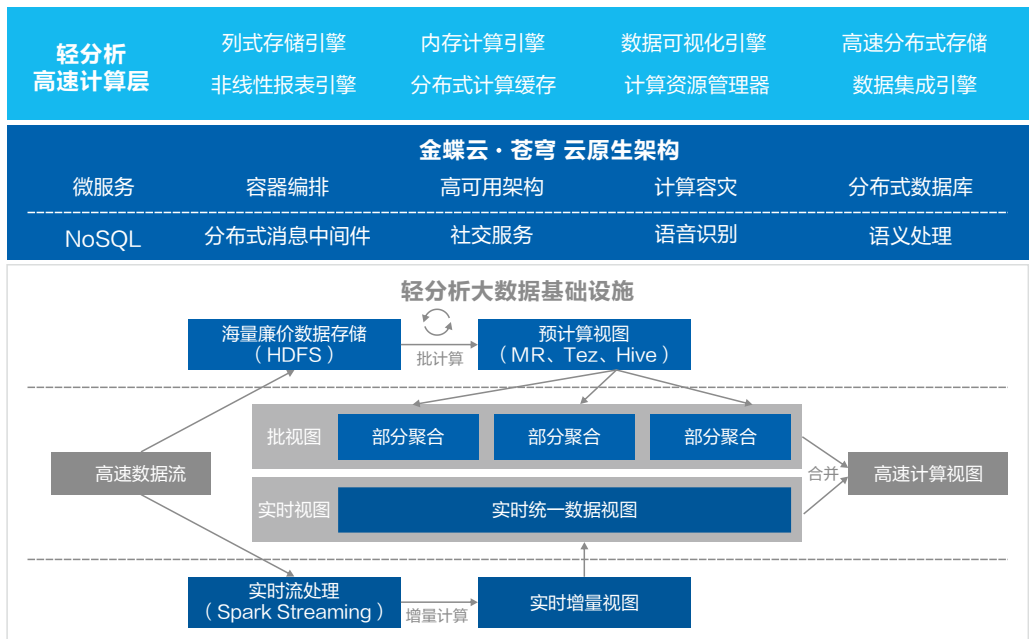 轻分析
高速计算层
列式存储引擎 内存计算引擎 数据可视化引擎 高速分布式存储
非线性报表引擎 分布式计算缓存 计算资源管理器 数据集成引擎
金蝶云·苍穹 云原生架构
微服务 容器编排 高可用架构 计算容灾 分布式数据库
NoSQL 分布式消息中间件 社交服务 语音识别 语义处理
轻分析大数据基础设施
海量廉价数据存储
（HDFS）
批计算
预计算视图
（MR、Tez、Hive）
批视图 部分聚合 部分聚合 部分聚合
高速数据流
合并
高速计算视图
实时视图 实时统一数据视图
实时流处理
（Spark Streaming）
增量计算
实时增量视图